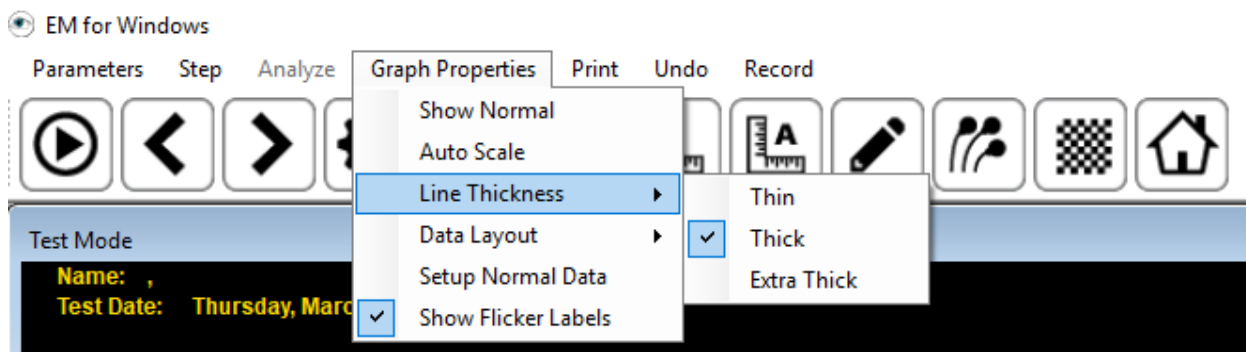 EM for Windows
Parameters Step Analyze Graph Properties Print Undo Record
Show Normal
Auto Scale
A
Line Thickness
Thin
Data Layout
Thick
Setup Normal Data
Extra Thick
Show Flicker Labels
Test Mode
Name: ,
Test Date: Thursday, Marc